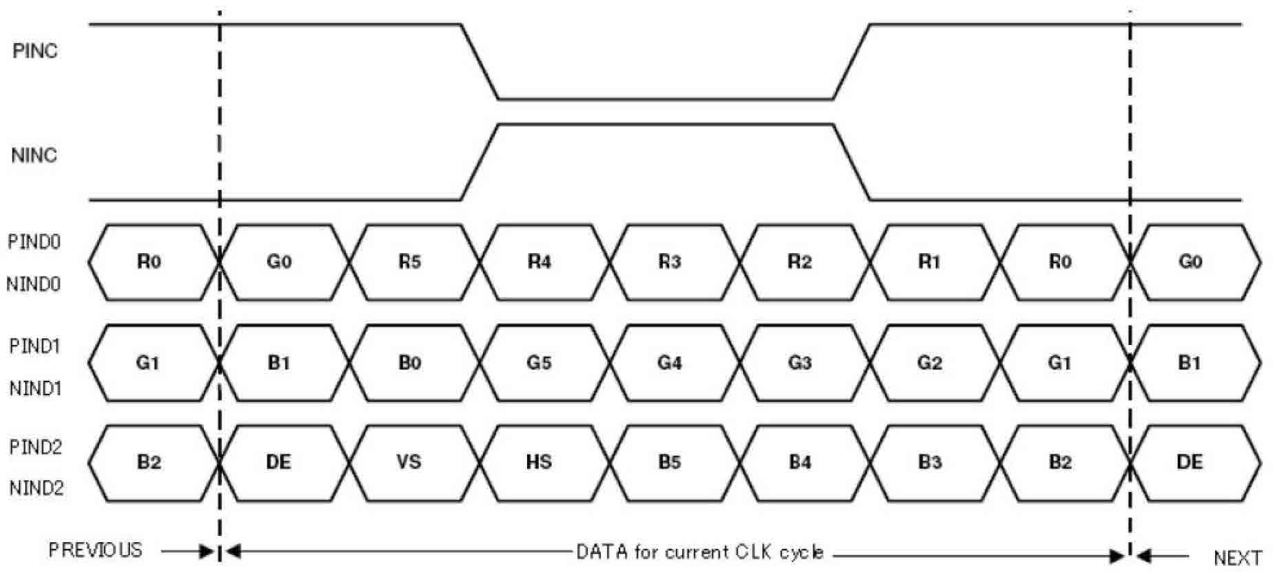 PINC
NINC
PIND0
NIND0
R0 G0 R5 R4 R3 R2 R1 R0 G0
PIND1
NIND1
G1 B1 B0 G5 G4 G3 G2 G1 B1
PIND2
NIND2
B2 DE VS HS B5 B4 B3 B2 DE
PREVIOUS DATA for current CLK cycle NEXT